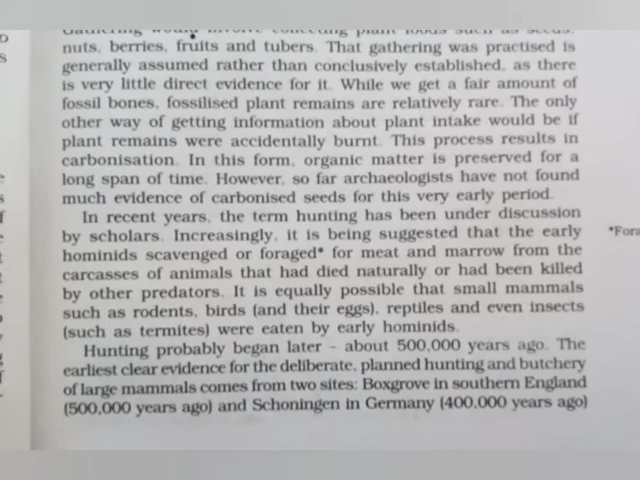 Gathering would involve collecting plant foods such as seeds,
nuts, berries, fruits and tubers. That gathering was practised is
generally assumed rather than conclusively established, as there
is very little direct evidence for it. While we get a fair amount of
fossil bones, fossilised plant remains are relatively rare. The only
other way of getting information about plant intake would be if
plant remains were accidentally burnt. This process results in
carbonisation. In this form, organic matter is preserved for a
long span of time. However, so far archaeologists have not found
much evidence of carbonised seeds for this very early period.
In recent years, the term hunting has been under discussion
by scholars. Increasingly, it is being suggested that the early
hominids scavenged or foraged* for meat and marrow from the
carcasses of animals that had died naturally or had been killed
by other predators. It is equally possible that small mammals
such as rodents, birds (and their eggs), reptiles and even insects
(such as termites) were eaten by early hominids.
Hunting probably began later – about 500,000 years ago. The
earliest clear evidence for the deliberate, planned hunting and butchery
of large mammals comes from two sites: Boxgrove in southern England
(500,000 years ago) and Schoningen in Germany (400,000 years ago)